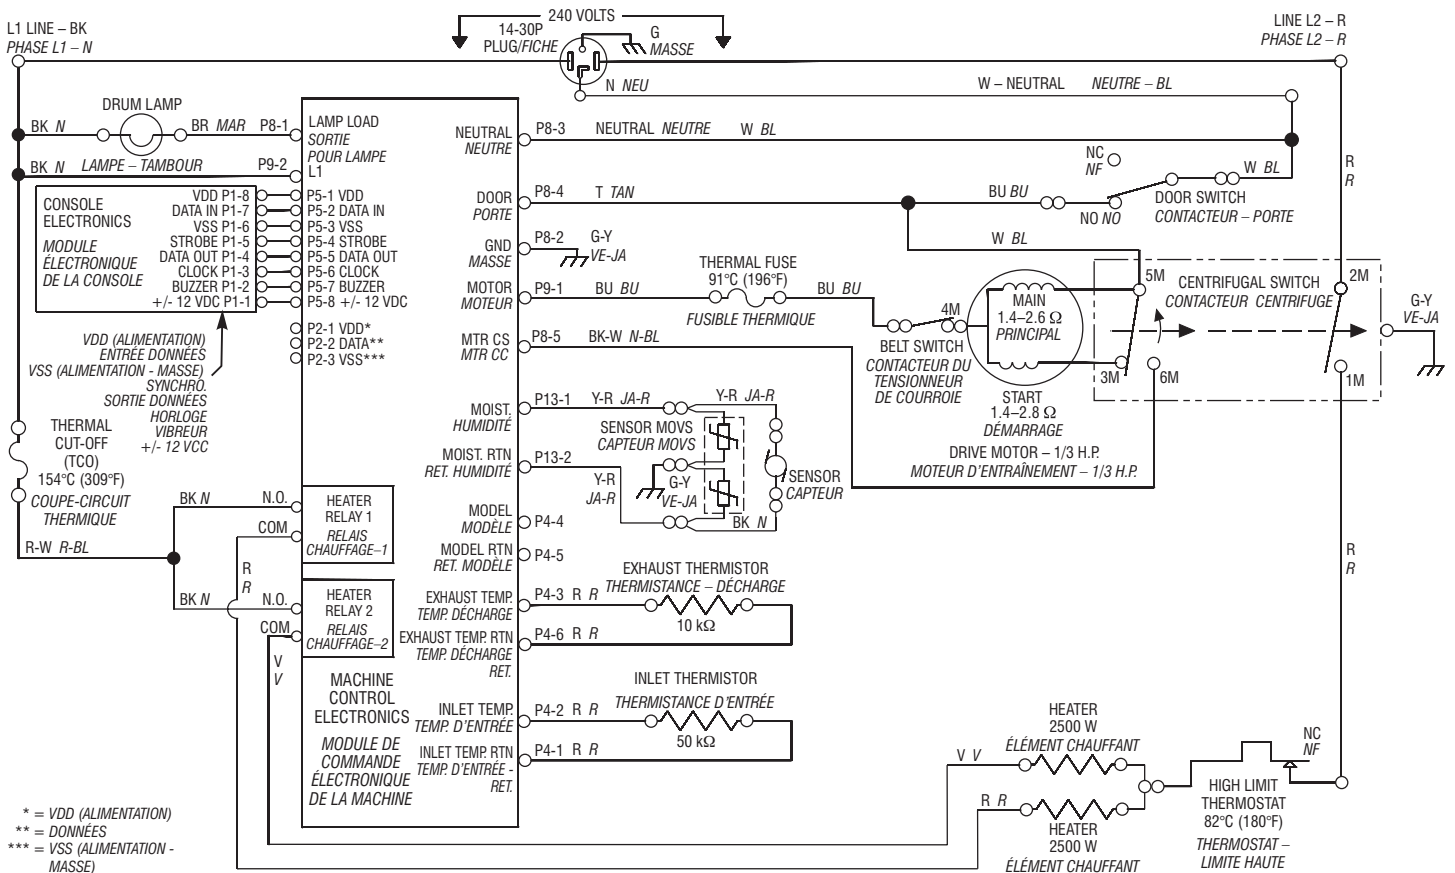 L1 LINE – BK
PHASE L1 – N
240 VOLTS
14-30P
PLUG/FICHE
G
MASSE
LINE L2 – R
PHASE L2 – R
N NEU
W – NEUTRAL NEUTRE – BL
DRUM LAMP
BK N
BR MAR
P8-1
LAMPE – TAMBOUR
BK N
P9-2
LAMP LOAD
SORTIE
POUR LAMPE
L1
NEUTRAL
NEUTRE
P8-3
NEUTRAL NEUTRE W BL
NC
NF
W BL
R
R
DOOR SWITCH
CONTACTEUR – PORTE
NO NO
BU BU
DOOR
PORTE
P8-4
T TAN
W BL
CONSOLE
ELECTRONICS
MODULE
ÉLECTRONIQUE
DE LA CONSOLE
VDD P1-8
DATA IN P1-7
VSS P1-6
STROBE P1-5
DATA OUT P1-4
CLOCK P1-3
BUZZER P1-2
+/- 12 VDC P1-1
P5-1 VDD
P5-2 DATA IN
P5-3 VSS
P5-4 STROBE
P5-5 DATA OUT
P5-6 CLOCK
P5-7 BUZZER
P5-8 +/- 12 VDC
P2-1 VDD*
P2-2 DATA**
P2-3 VSS***
VDD (ALIMENTATION)
ENTRÉE DONNÉES
VSS (ALIMENTATION - MASSE)
SYNCHRO.
SORTIE DONNÉES
HORLOGE
VIBREUR
+/- 12 VCC
GND
MASSE
P8-2
G-Y
VE-JA
MOTOR
MOTEUR
P9-1
BU BU
THERMAL FUSE
91°C (196°F)
FUSIBLE THERMIQUE
BU BU
4M
BELT SWITCH
CONTACTEUR DU
TENSIONNEUR
DE COURROIE
MAIN
1.4–2.6 Ω
PRINCIPAL
START
1.4–2.8 Ω
DÉMARRAGE
DRIVE MOTOR – 1/3 H.P.
MOTEUR D'ENTRAÎNEMENT – 1/3 H.P.
5M
CENTRIFUGAL SWITCH
CONTACTEUR CENTRIFUGE
2M
3M
6M
1M
G-Y
VE-JA
MTR CS
MTR CC
P8-5
BK-W N-BL
MOIST.
HUMIDITÉ
P13-1
Y-R JA-R
Y-R JA-R
SENSOR MOVS
CAPTEUR MOVS
MOIST. RTN
RET. HUMIDITÉ
P13-2
Y-R
JA-R
G-Y
VE-JA
BK N
SENSOR
CAPTEUR
THERMAL
CUT-OFF
(TCO)
154°C (309°F)
COUPE-CIRCUIT
THERMIQUE
R-W R-BL
BK N
N.O.
COM
HEATER
RELAY 1
RELAIS
CHAUFFAGE–1
R
R
BK N
N.O.
COM
HEATER
RELAY 2
RELAIS
CHAUFFAGE–2
V
V
MODEL
MODÈLE
P4-4
MODEL RTN
RET. MODÈLE
P4-5
EXHAUST TEMP.
TEMP. DÉCHARGE
P4-3 R R
EXHAUST THERMISTOR
THERMISTANCE – DÉCHARGE
10 kΩ
EXHAUST TEMP. RTN
TEMP. DÉCHARGE
RET.
P4-6 R R
INLET TEMP.
TEMP. D'ENTRÉE
P4-2 R R
INLET THERMISTOR
THERMISTANCE D'ENTRÉE
50 kΩ
INLET TEMP. RTN
TEMP. D'ENTRÉE -
RET.
P4-1 R R
MACHINE
CONTROL
ELECTRONICS
MODULE DE
COMMANDE
ÉLECTRONIQUE
DE LA MACHINE
R
R
V V
HEATER
2500 W
ÉLÉMENT CHAUFFANT
R R
HEATER
2500 W
ÉLÉMENT CHAUFFANT
NC
NF
HIGH LIMIT
THERMOSTAT
82°C (180°F)
THERMOSTAT –
LIMITE HAUTE
* = VDD (ALIMENTATION)
** = DONNÉES
*** = VSS (ALIMENTATION -
MASSE)